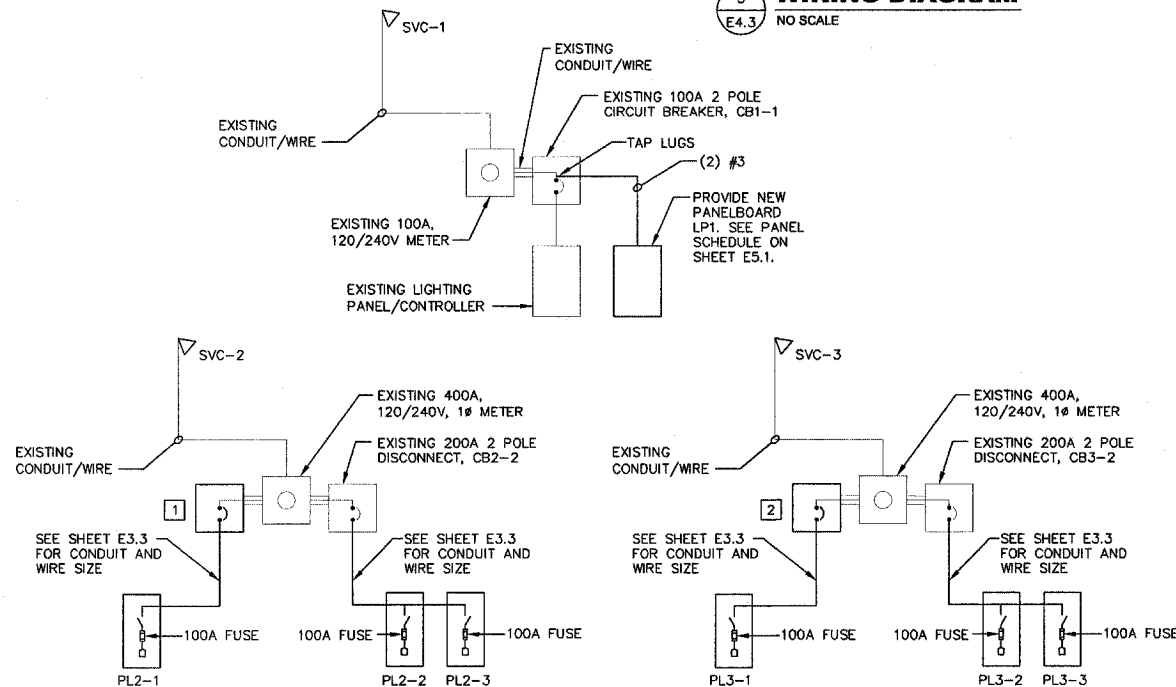 E4.3
NO SCALE
SVC-1
EXISTING
CONDUIT/WIRE
EXISTING 100A 2 POLE
CIRCUIT BREAKER, CB1-1
EXISTING
CONDUIT/WIRE
TAP LUGS
(2) #3
EXISTING 100A,
120/240V METER
PROVIDE NEW
PANELBOARD
LP1. SEE PANEL
SCHEDULE ON
SHEET E5.1.
EXISTING LIGHTING
PANEL/CONTROLLER
SVC-2
EXISTING 400A,
120/240V, 1ø METER
EXISTING
CONDUIT/WIRE
EXISTING 200A 2 POLE
DISCONNECT, CB2-2
1
SEE SHEET E3.3
FOR CONDUIT AND
WIRE SIZE
SEE SHEET E3.3
FOR CONDUIT AND
WIRE SIZE
100A FUSE
100A FUSE
100A FUSE
PL2-1
PL2-2
PL2-3
SVC-3
EXISTING 400A,
120/240V, 1ø METER
EXISTING
CONDUIT/WIRE
EXISTING 200A 2 POLE
DISCONNECT, CB3-2
2
SEE SHEET E3.3
FOR CONDUIT AND
WIRE SIZE
SEE SHEET E3.3
FOR CONDUIT AND
WIRE SIZE
100A FUSE
100A FUSE
100A FUSE
PL3-1
PL3-2
PL3-3